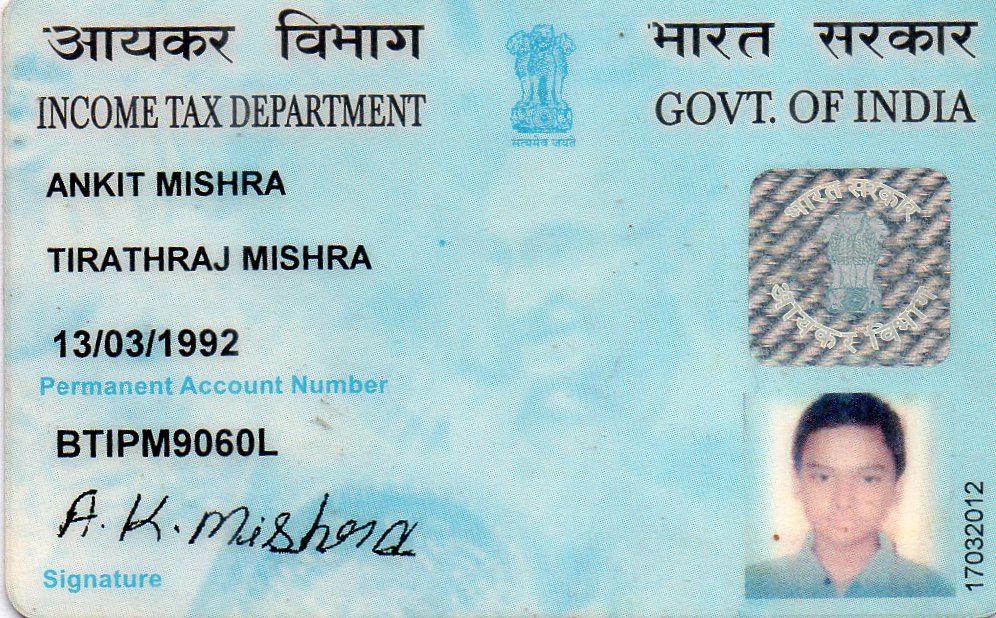 आयकर विभाग
INCOME TAX DEPARTMENT
सत्यमेव जयते
भारत सरकार
GOVT. OF INDIA
ANKIT MISHRA
TIRATHRAJ MISHRA
13/03/1992
Permanent Account Number
BTIPM9060L
A. K. Mishra
Signature
भारत सरकार
आयकर विभाग
17032012